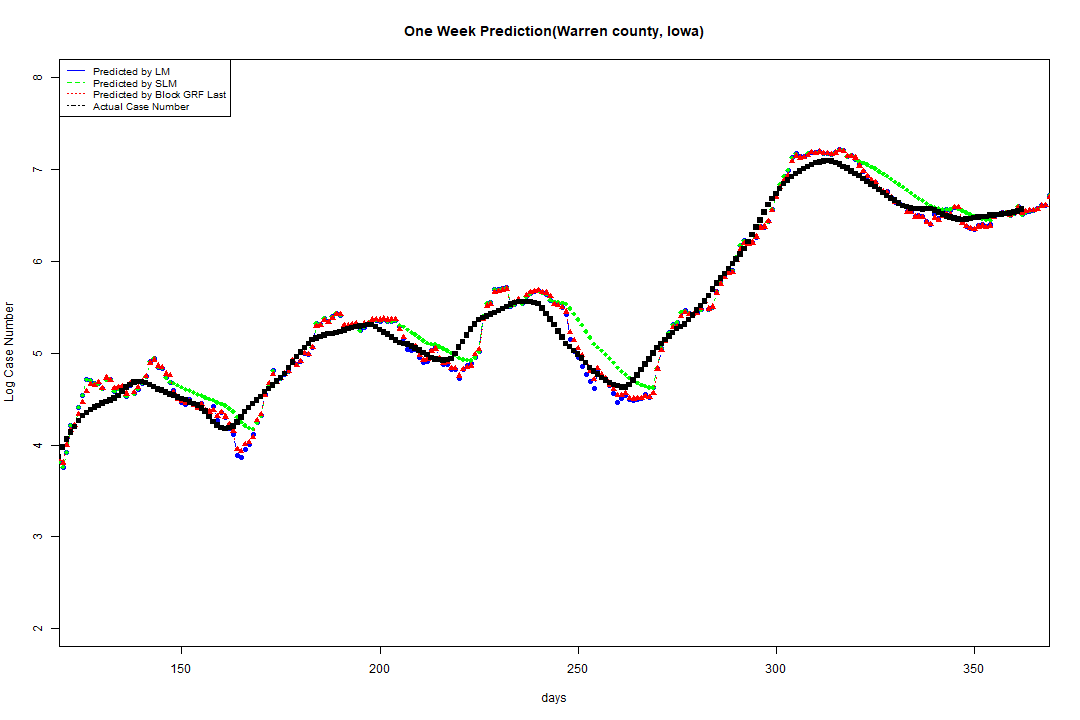 One Week Prediction(Warren county, Iowa)
Predicted by LM
Predicted by SLM
Predicted by Block GRF Last
Actual Case Number
8
7
6
5
4
3
2
Log Case Number
150 200 250 300 350
days